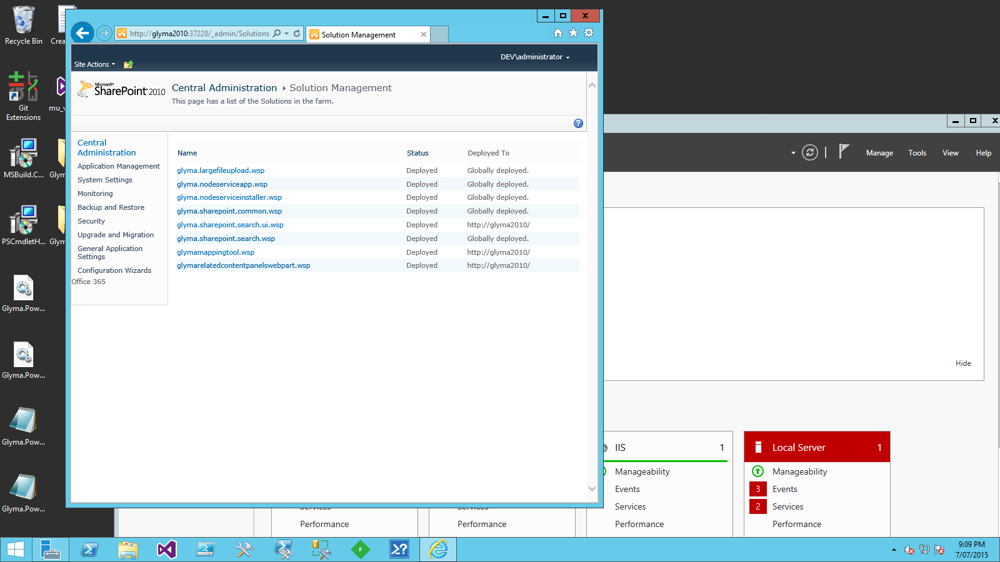 Recycle Bin
Crea
Git
Extensions
mu_v
MSBuild.C...
Glym
PSCmdletH...
Glym
Glyma.Pow...
Glyma.Pow...
Glyma.Pow...
Glyma.Pow...
http://glyma2010:37228/_admin/Solutions
Solution Management
Site Actions
DEV\administrator
Microsoft
SharePoint 2010
Central Administration
Solution Management
This page has a list of the Solutions in the farm.
Central
Administration
Application Management
System Settings
Monitoring
Backup and Restore
Security
Upgrade and Migration
General Application
Settings
Configuration Wizards
Office 365
Name Status Deployed To
glyma.largefileupload.wsp Deployed Globally deployed.
glyma.nodeserviceapp.wsp Deployed Globally deployed.
glyma.nodeserviceinstaller.wsp Deployed Globally deployed.
glyma.sharepoint.common.wsp Deployed Globally deployed.
glyma.sharepoint.search.ui.wsp Deployed http://glyma2010/
glyma.sharepoint.search.wsp Deployed Globally deployed.
glymamappingtool.wsp Deployed http://glyma2010/
glymarelatedcontentpanelswebpart.wsp Deployed http://glyma2010/
Manage Tools View Help
Hide
Services
Performance
Services
Performance
IIS 1
Manageability
Events
Services
Performance
Local Server 1
Manageability
3 Events
2 Services
Performance
F
9:09 PM
7/07/2015